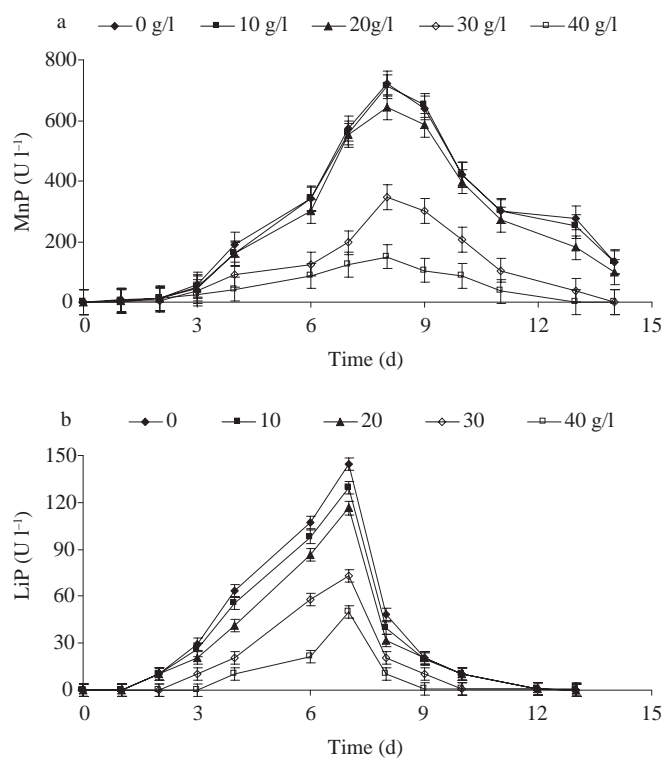 a
0 g/l 10 g/l 20g/l 30 g/l 40 g/l
800
600
400
200
0
MnP (U l⁻¹)
0 3 6 9 12 15
Time (d)
b
0 10 20 30 40 g/l
150
120
90
60
30
0
LiP (U l⁻¹)
0 3 6 9 12 15
Time (d)